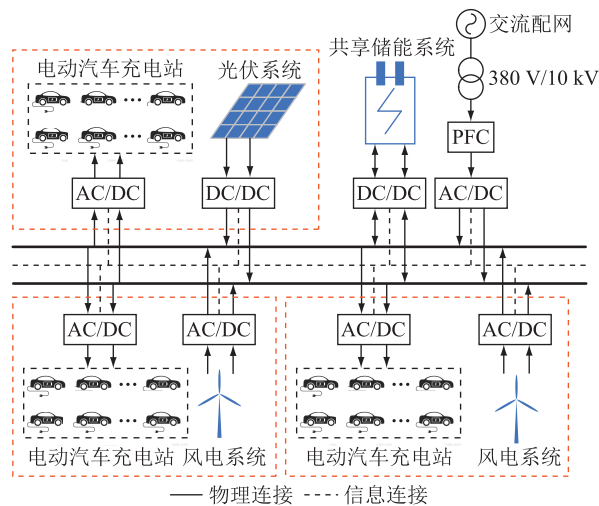 交流配网
共享储能系统
电动汽车充电站
光伏系统
380 V/10 kV
PFC
AC/DC
DC/DC
DC/DC
AC/DC
AC/DC
AC/DC
AC/DC
AC/DC
电动汽车充电站
风电系统
电动汽车充电站
风电系统
物理连接
信息连接